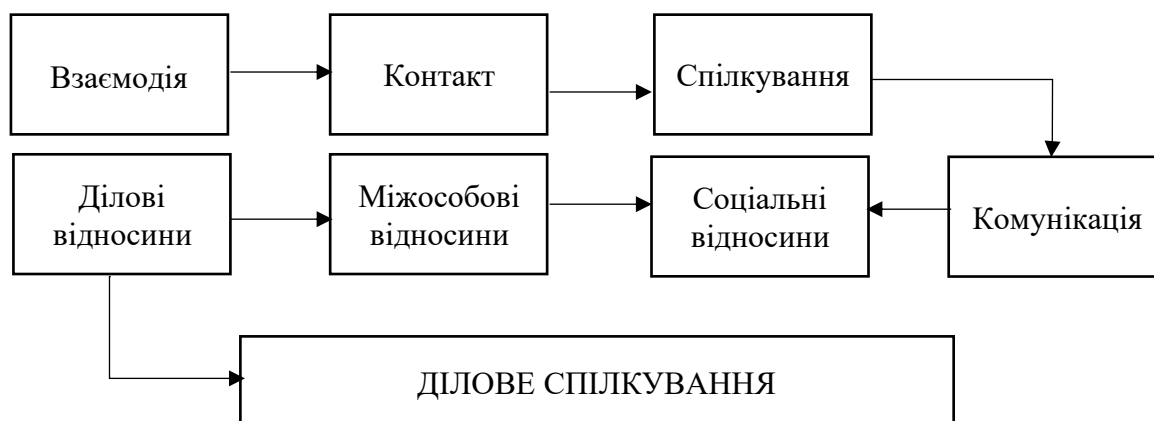 Взаємодія
Контакт
Спілкування
Ділові
відносини
Міжособові
відносини
Соціальні
відносини
Комунікація
ДІЛОВЕ СПІЛКУВАННЯ